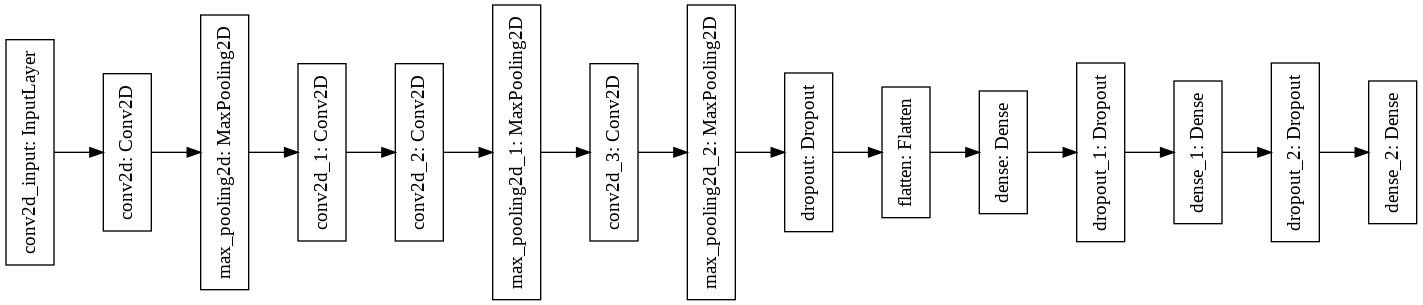 conv2d_input: InputLayer
conv2d: Conv2D
max_pooling2d: MaxPooling2D
conv2d_1: Conv2D
conv2d_2: Conv2D
max_pooling2d_1: MaxPooling2D
conv2d_3: Conv2D
max_pooling2d_2: MaxPooling2D
dropout: Dropout
flatten: Flatten
dense: Dense
dropout_1: Dropout
dense_1: Dense
dropout_2: Dropout
dense_2: Dense